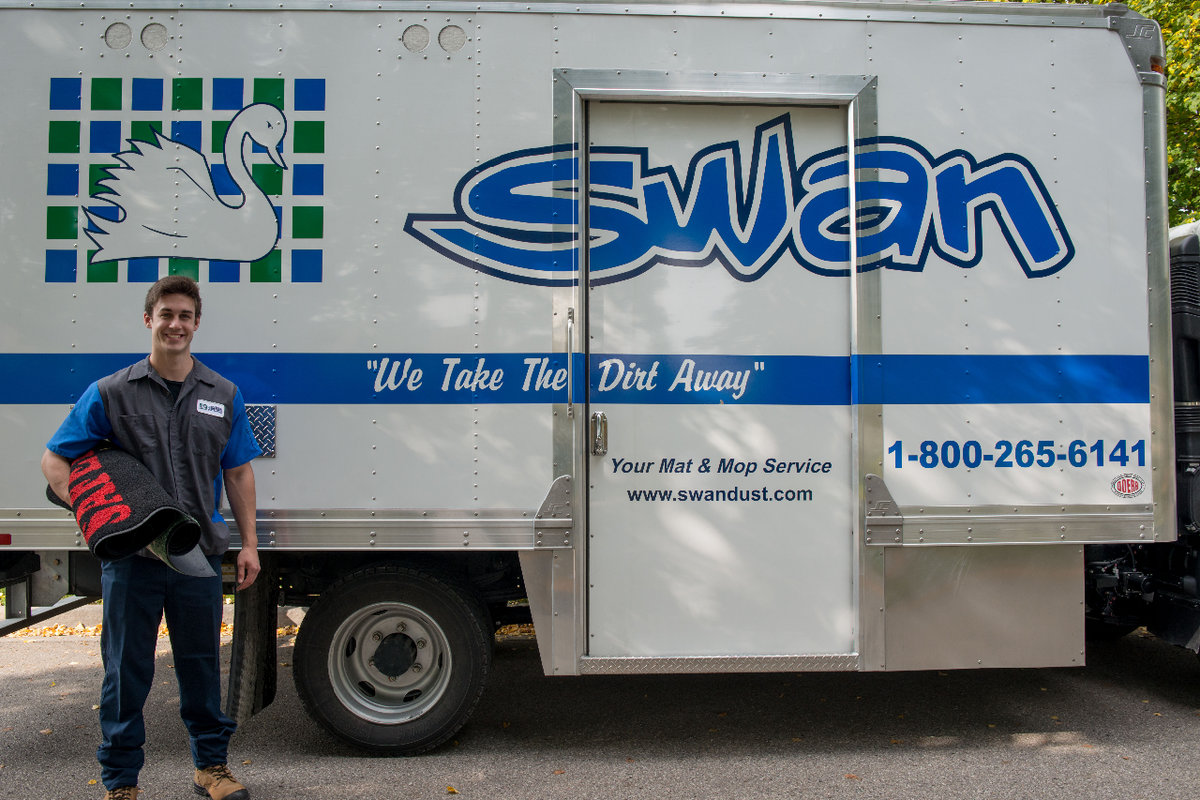 Swan
"We Take The Dirt Away"
Your Mat & Mop Service
www.swandust.com
1-800-265-6141